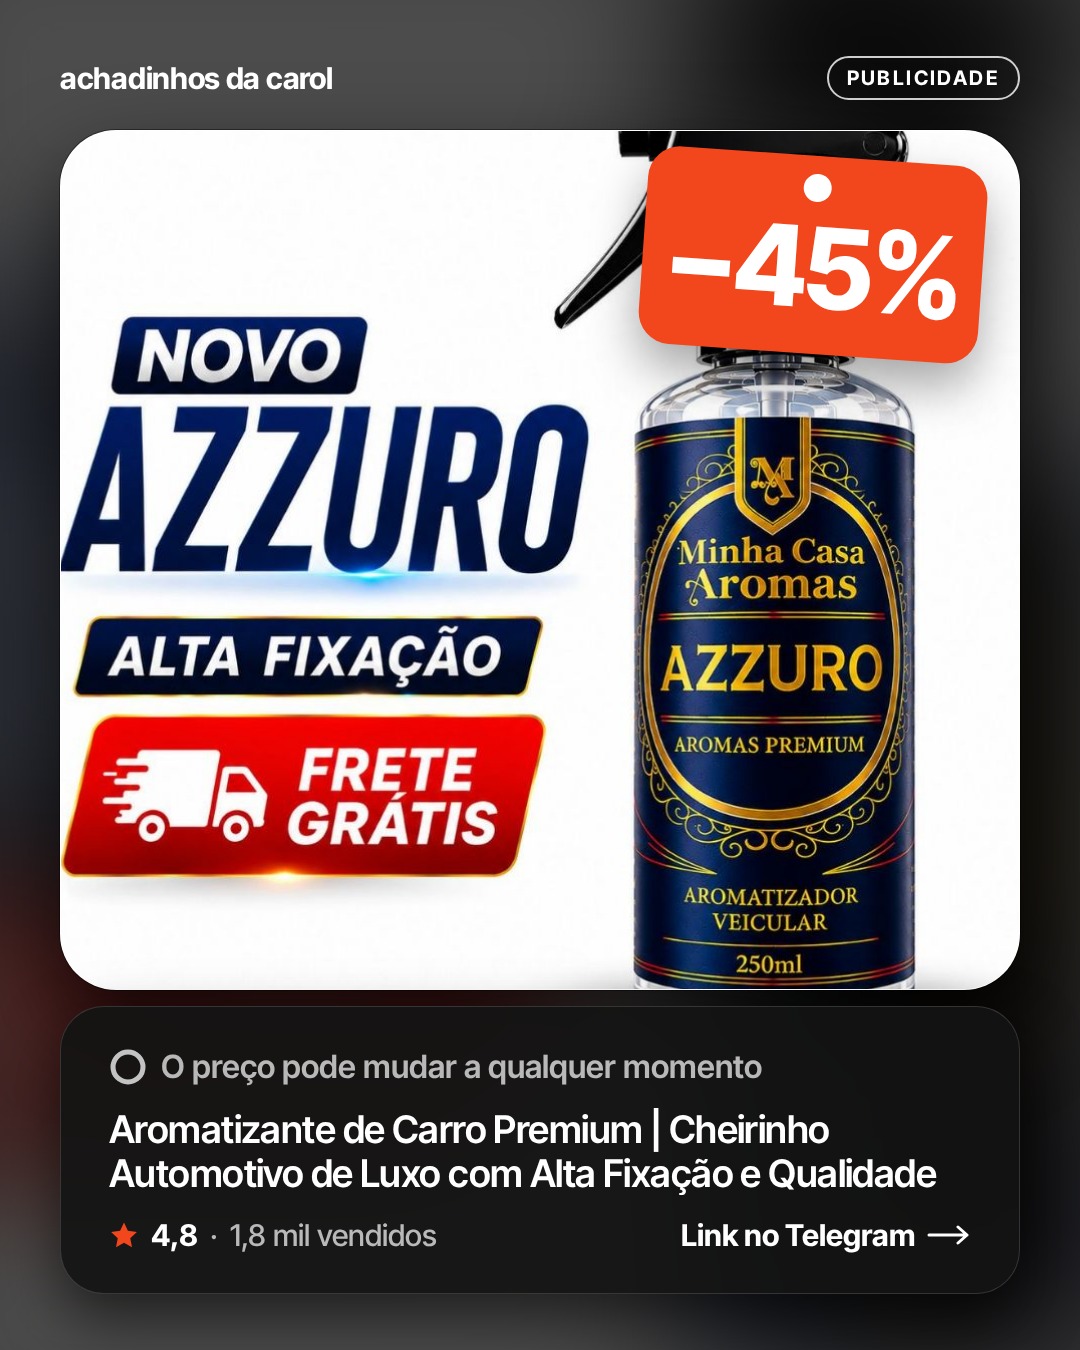 achadinhos da carol
PUBLICIDADE
–45%
NOVO
AZZURO
ALTA FIXAÇÃO
FRETE
GRÁTIS
MA
Minha Casa
Aromas
AZZURO
AROMAS PREMIUM
AROMATIZADOR
VEICULAR
250ml
O preço pode mudar a qualquer momento
Aromatizante de Carro Premium | Cheirinho
Automotivo de Luxo com Alta Fixação e Qualidade
4,8 · 1,8 mil vendidos
Link no Telegram →